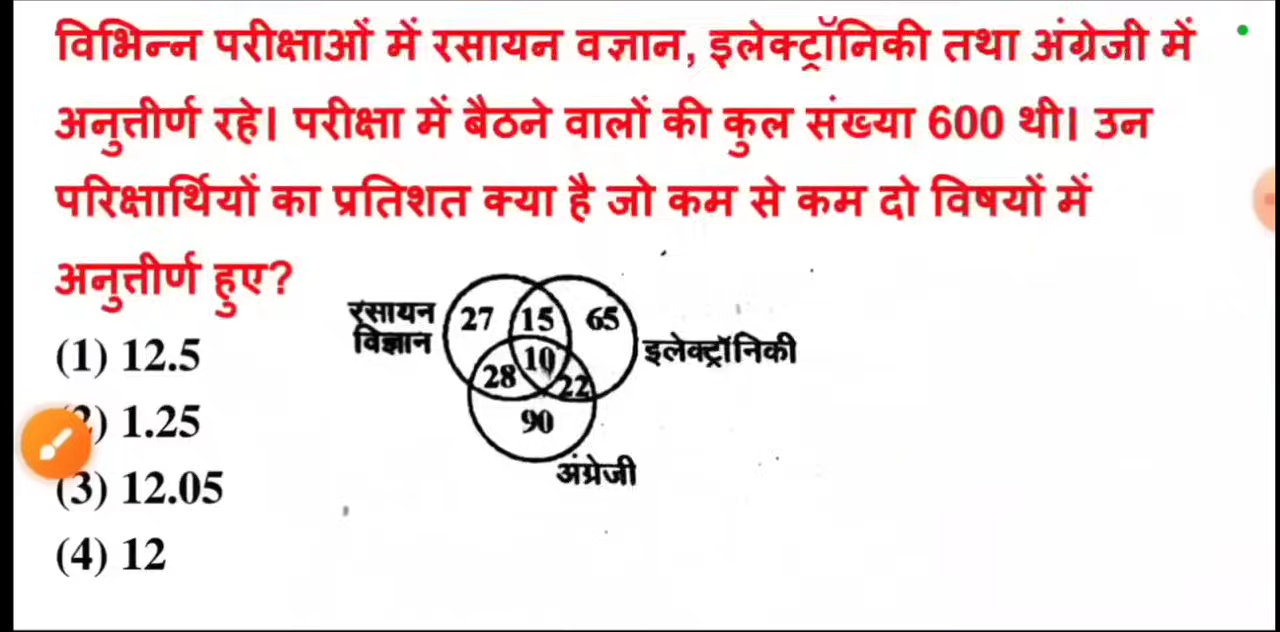 विभिन्न परीक्षाओं में रसायन वज्ञान, इलेक्ट्रॉनिकी तथा अंग्रेजी में
अनुत्तीर्ण रहे। परीक्षा में बैठने वालों की कुल संख्या 600 थी। उन
परिक्षार्थियों का प्रतिशत क्या है जो कम से कम दो विषयों में
अनुत्तीर्ण हुए?
रसायन
विज्ञान
27 15 65
इलेक्ट्रॉनिकी
10
28 22
90
अंग्रेजी
(1) 12.5
2) 1.25
(3) 12.05
(4) 12